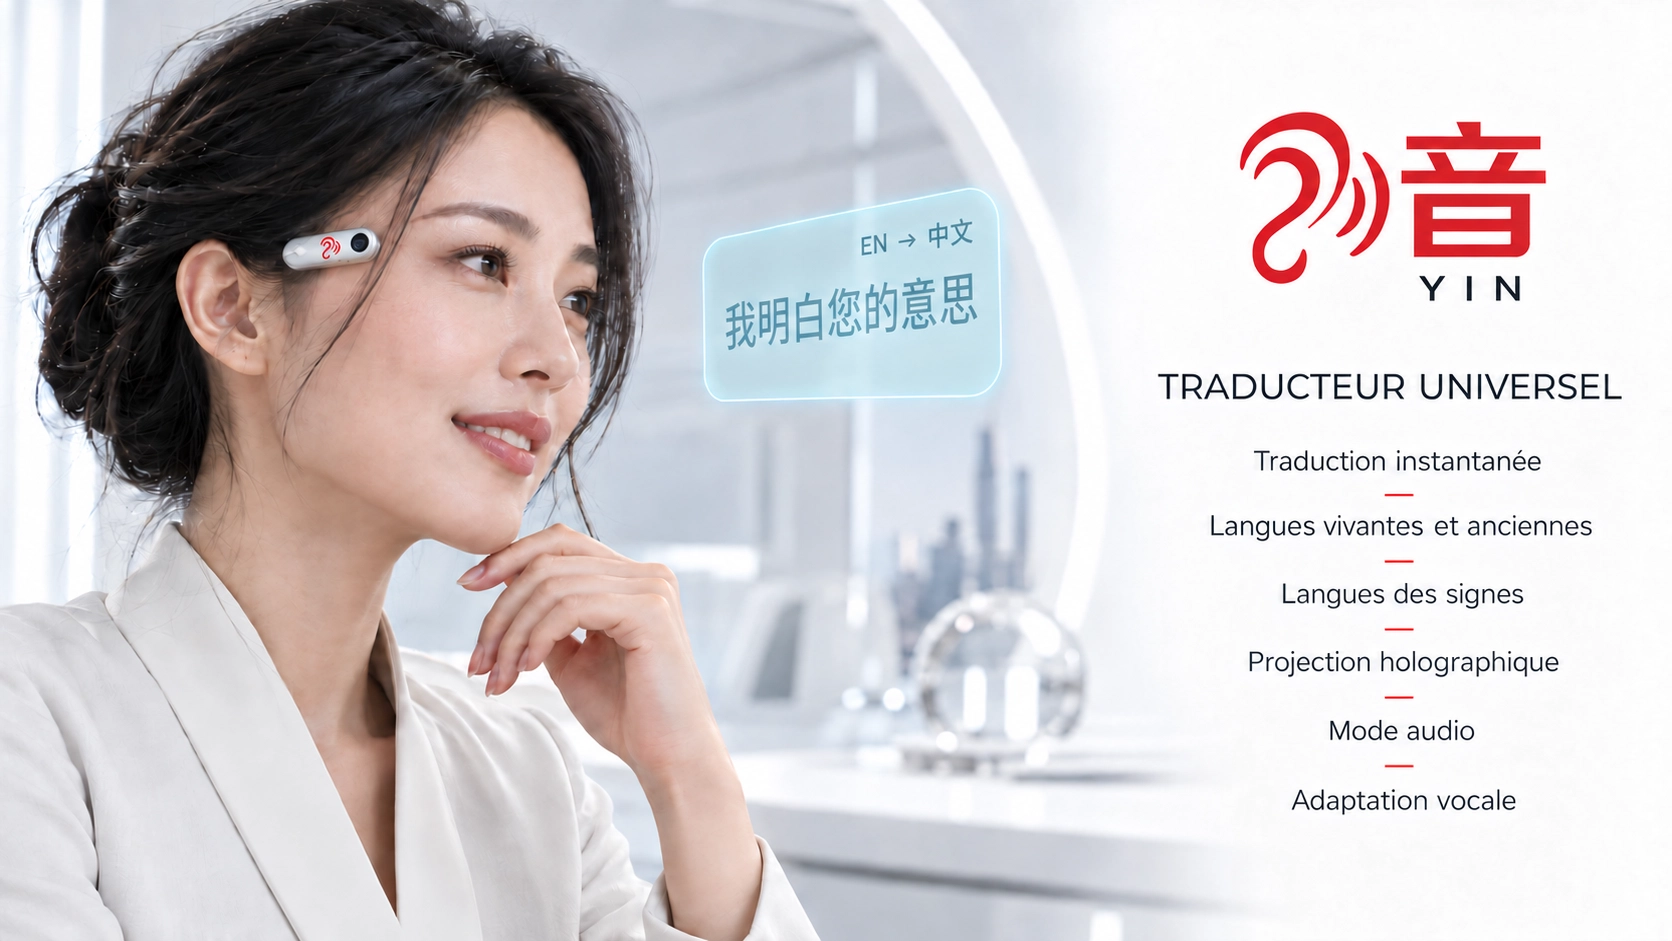 EN → 中文
我明白您的意思
音
YIN
TRADUCTEUR UNIVERSEL
Traduction instantanée
Langues vivantes et anciennes
Langues des signes
Projection holographique
Mode audio
Adaptation vocale